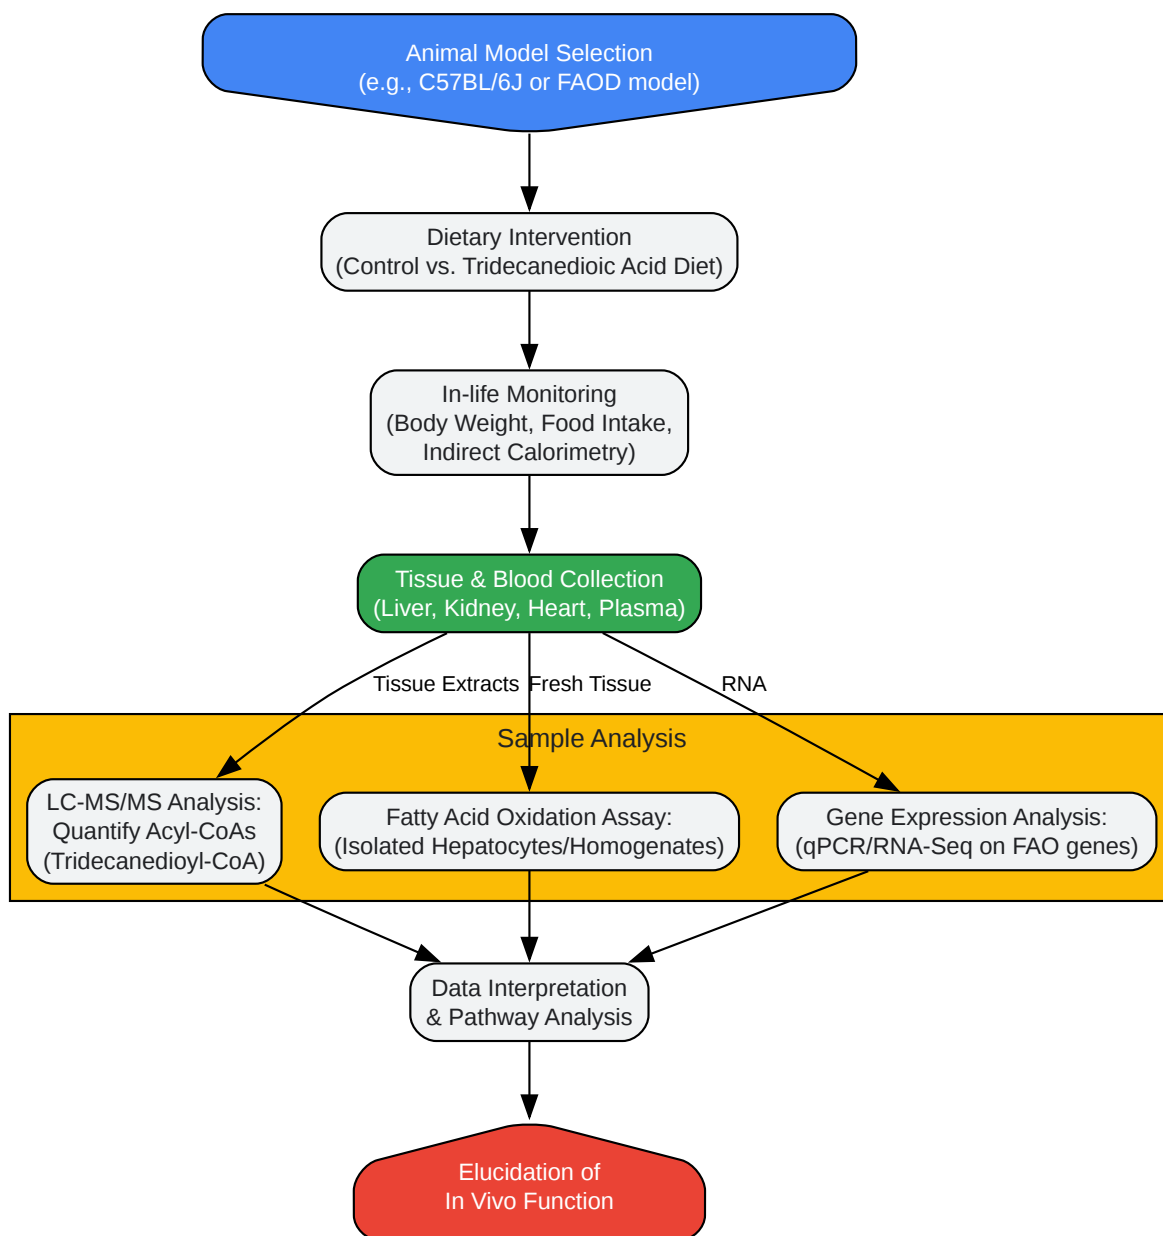 Animal Model Selection
(e.g., C57BL/6J or FAOD model)
Dietary Intervention
(Control vs. Tridecanedioic Acid Diet)
In-life Monitoring
(Body Weight, Food Intake,
Indirect Calorimetry)
Tissue & Blood Collection
(Liver, Kidney, Heart, Plasma)
Tissue Extracts
Fresh Tissue
RNA
Sample Analysis
LC-MS/MS Analysis:
Quantify Acyl-CoAs
(Tridecanedioyl-CoA)
Fatty Acid Oxidation Assay:
(Isolated Hepatocytes/Homogenates)
Gene Expression Analysis:
(qPCR/RNA-Seq on FAO genes)
Data Interpretation
& Pathway Analysis
Elucidation of
In Vivo Function